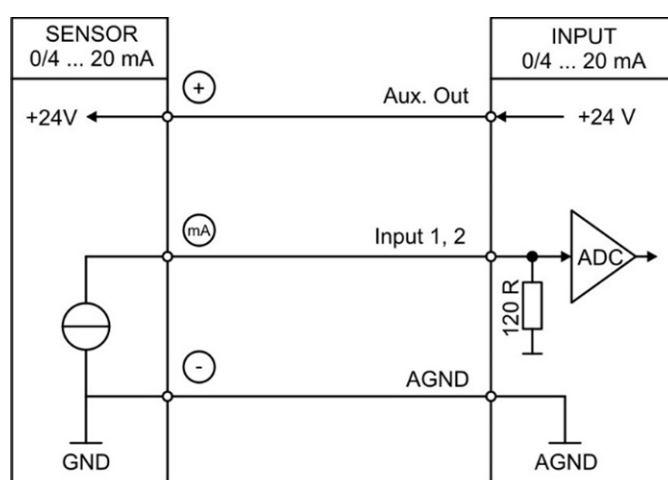 SENSOR
0/4 ... 20 mA
INPUT
0/4 ... 20 mA
+
Aux. Out
+24V
+24 V
mA
Input 1, 2
ADC
120 R
-
AGND
GND
AGND